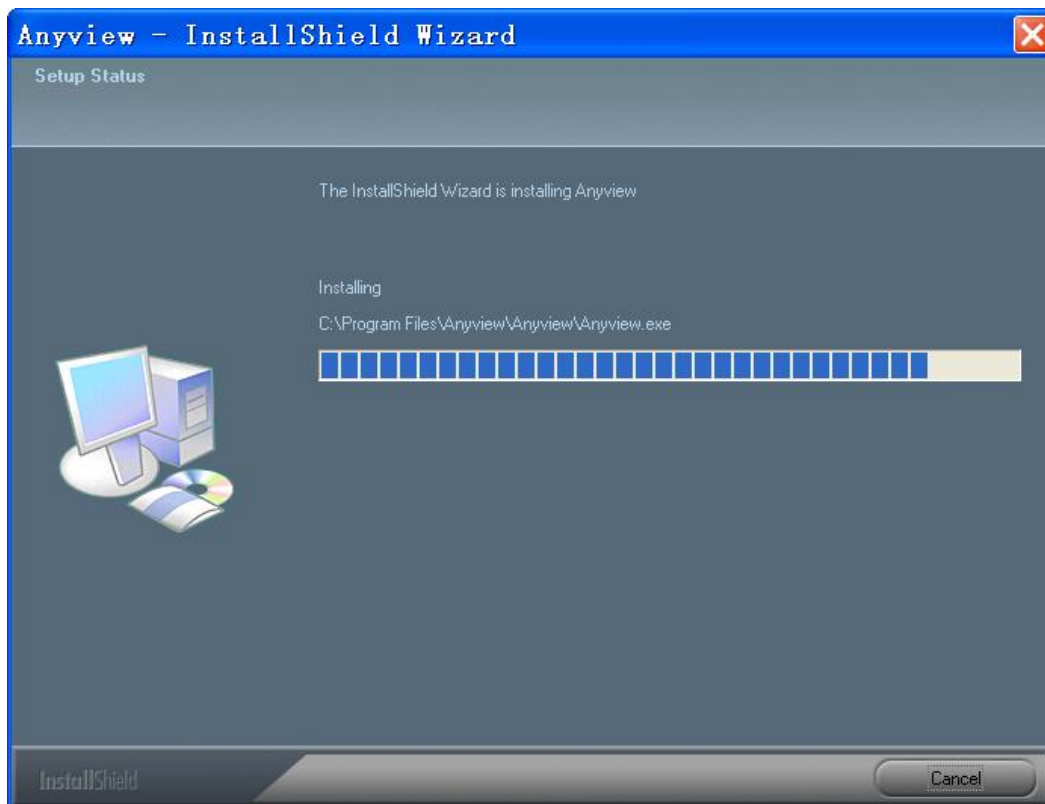 Anyview - InstallShield Wizard
Setup Status
The InstallShield Wizard is installing Anyview
Installing
C:\Program Files\Anyview\Anyview\Anyview.exe
InstallShield
Cancel